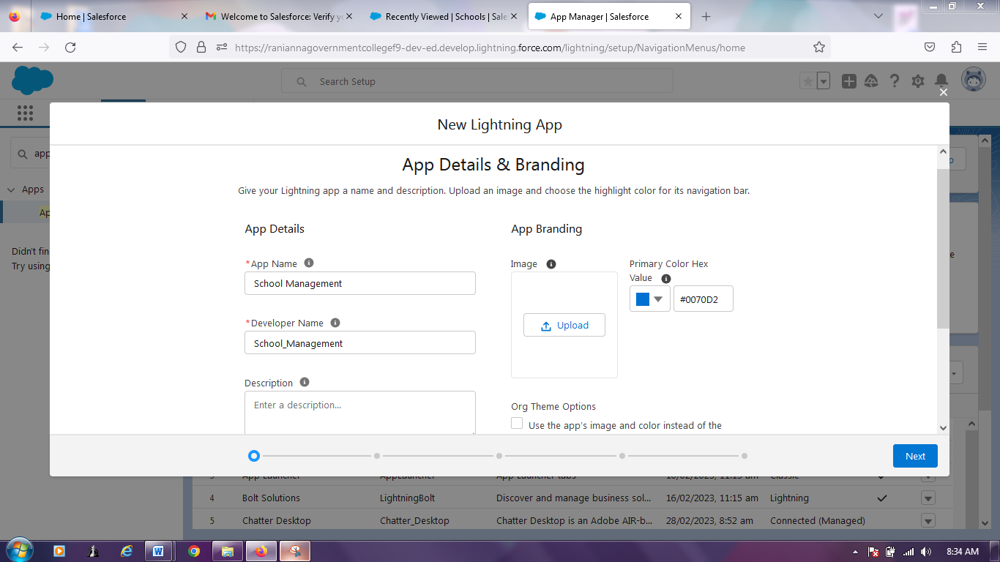 Home | Salesforce
Welcome to Salesforce: Verify yo
Recently Viewed | Schools | Sale
App Manager | Salesforce
https://raniannagovernmentcollegef9-dev-ed.develop.lightning.force.com/lightning/setup/NavigationMenus/home
Search Setup
New Lightning App
app
App Details & Branding
Give your Lightning app a name and description. Upload an image and choose the highlight color for its navigation bar.
Apps
Ap
App Details
App Branding
Didn't fin
Try using
*App Name
Image
Primary Color Hex
Value
School Management
#0070D2
*Developer Name
Upload
School_Management
Description
Enter a description...
Org Theme Options
Use the app's image and color instead of the
Next
App Launcher AppLauncher App Launcher tabs 16/02/2023, 11:15 am Classic
4 Bolt Solutions LightningBolt Discover and manage business sol... 16/02/2023, 11:15 am Lightning
5 Chatter Desktop Chatter_Desktop Chatter Desktop is an Adobe AIR-b... 28/02/2023, 8:52 am Connected (Managed)
8:34 AM